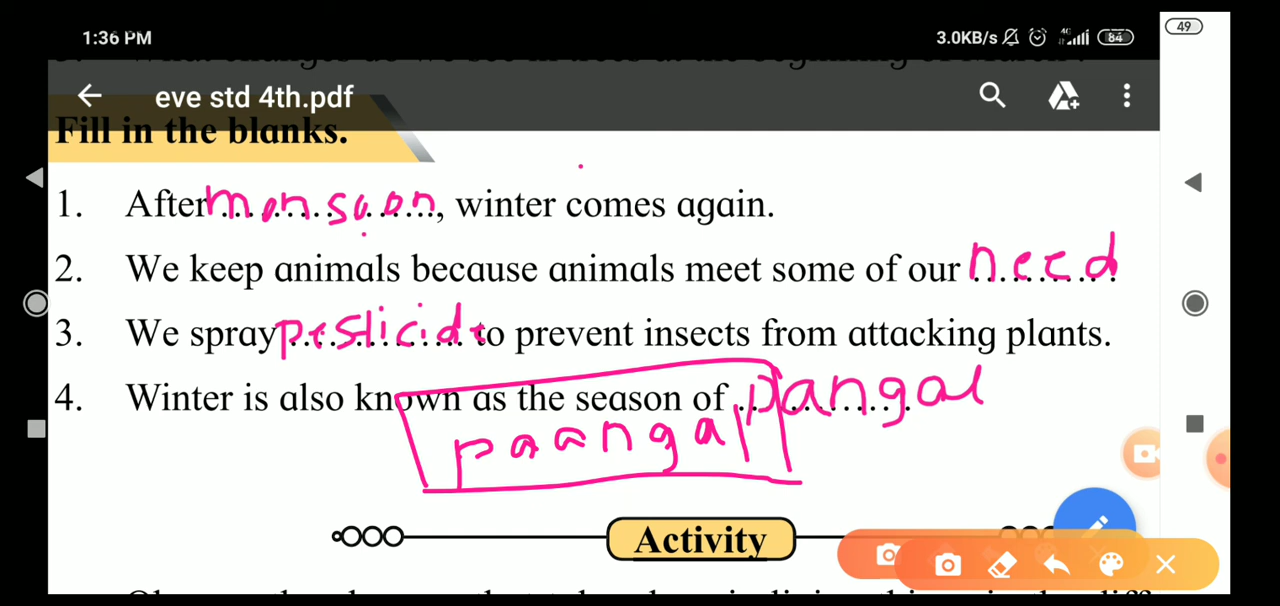 1:36 PM 3.0KB/s 4G 84
49
eve std 4th.pdf
Fill in the blanks.
1. After monsoon, winter comes again.
2. We keep animals because animals meet some of our need.
3. We spray pesticide to prevent insects from attacking plants.
4. Winter is also known as the season of pangal
paangal
Activity